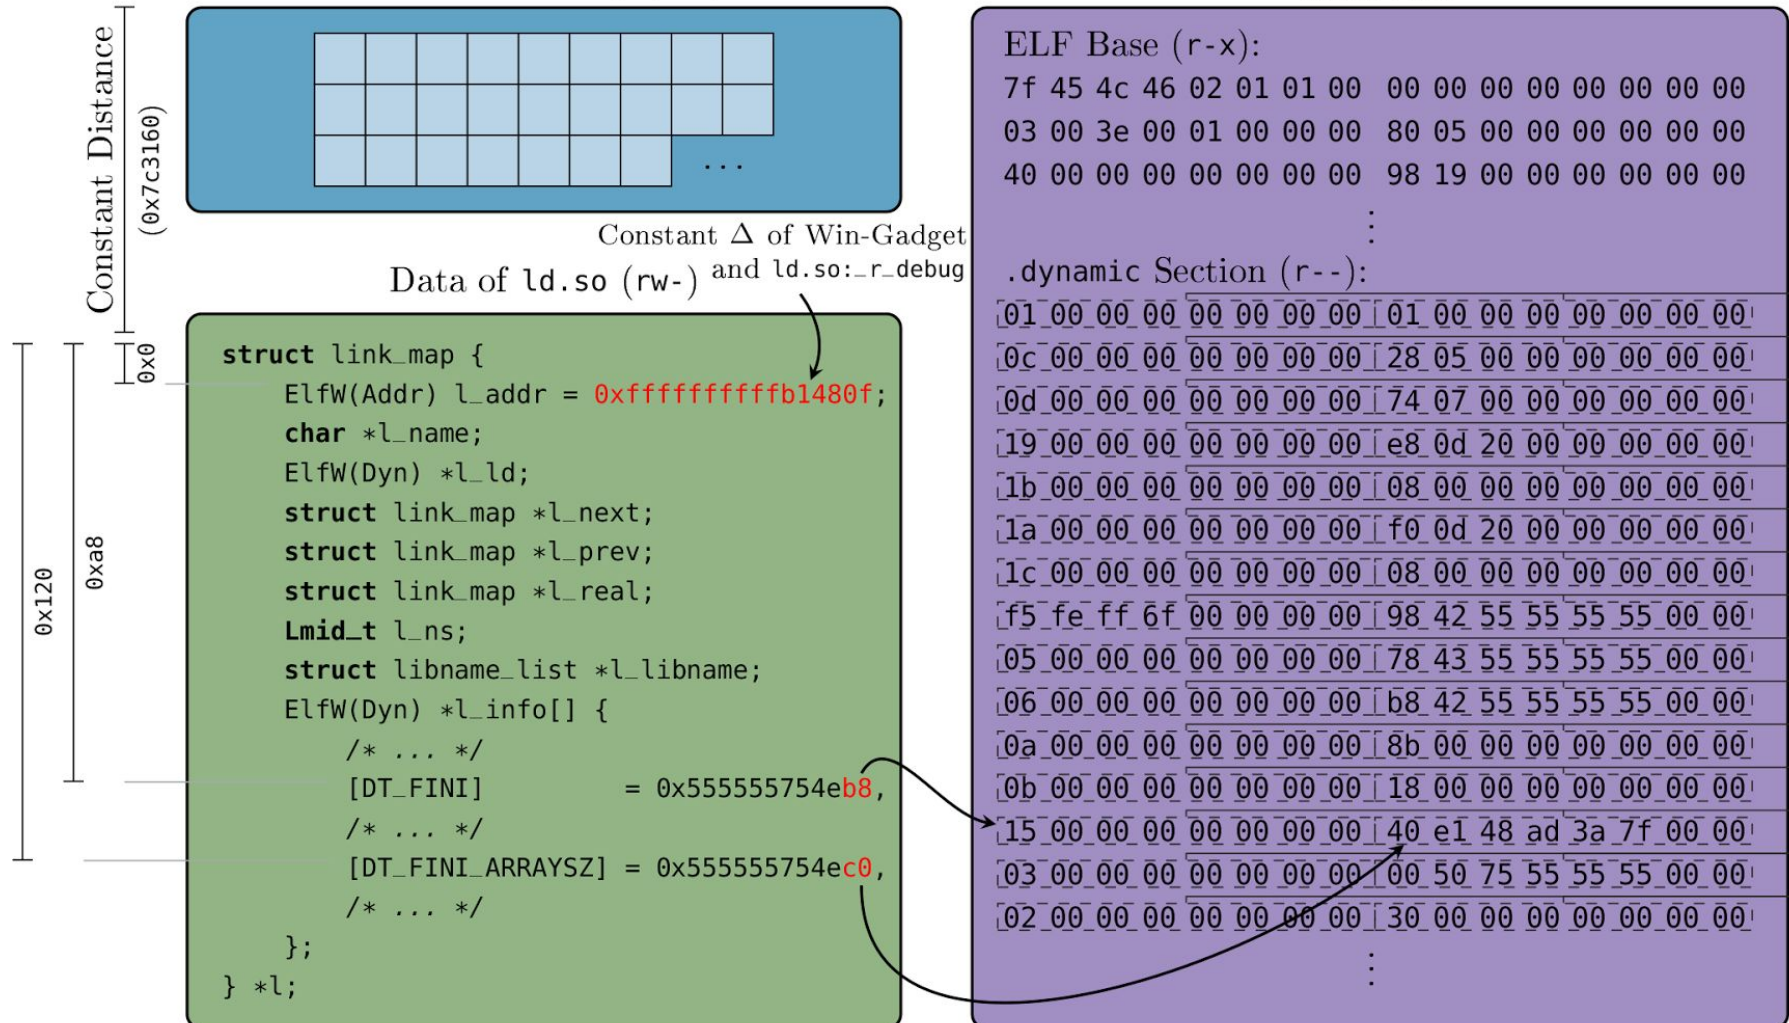 Constant Distance
(0x7c3160)
...
Constant Δ of Win-Gadget
and ld.so:_r_debug
Data of ld.so (rw-)
0x0
0xa8
0x120
struct link_map {
ElfW(Addr) l_addr = 0xffffffffffb1480f;
char *l_name;
ElfW(Dyn) *l_ld;
struct link_map *l_next;
struct link_map *l_prev;
struct link_map *l_real;
Lmid_t l_ns;
struct libname_list *l_libname;
ElfW(Dyn) *l_info[] {
/* ... */
[DT_FINI] = 0x555555754eb8,
/* ... */
[DT_FINI_ARRAYSZ] = 0x555555754ec0,
/* ... */
};
} *l;
ELF Base (r-x):
7f 45 4c 46 02 01 01 00 00 00 00 00 00 00 00 00
03 00 3e 00 01 00 00 00 80 05 00 00 00 00 00 00
40 00 00 00 00 00 00 00 98 19 00 00 00 00 00 00
⋮
.dynamic Section (r--):
01 00 00 00 00 00 00 00 01 00 00 00 00 00 00 00
0c 00 00 00 00 00 00 00 28 05 00 00 00 00 00 00
0d 00 00 00 00 00 00 00 74 07 00 00 00 00 00 00
19 00 00 00 00 00 00 00 e8 0d 20 00 00 00 00 00
1b 00 00 00 00 00 00 00 08 00 00 00 00 00 00 00
1a 00 00 00 00 00 00 00 f0 0d 20 00 00 00 00 00
1c 00 00 00 00 00 00 00 08 00 00 00 00 00 00 00
f5 fe ff 6f 00 00 00 00 98 42 55 55 55 55 00 00
05 00 00 00 00 00 00 00 78 43 55 55 55 55 00 00
06 00 00 00 00 00 00 00 b8 42 55 55 55 55 00 00
0a 00 00 00 00 00 00 00 8b 00 00 00 00 00 00 00
0b 00 00 00 00 00 00 00 18 00 00 00 00 00 00 00
15 00 00 00 00 00 00 00 40 e1 48 ad 3a 7f 00 00
03 00 00 00 00 00 00 00 00 50 75 55 55 55 00 00
02 00 00 00 00 00 00 00 30 00 00 00 00 00 00 00
⋮